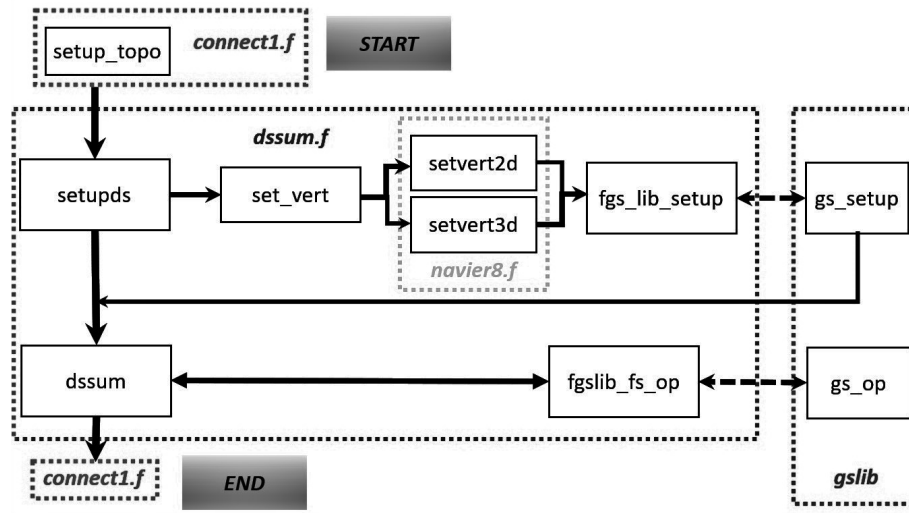 connect1.f
START
setup_topo
dssum.f
setvert2d
setupds
set_vert
fgs_lib_setup
gs_setup
setvert3d
navier8.f
dssum
fgslib_fs_op
gs_op
connect1.f
END
gslib